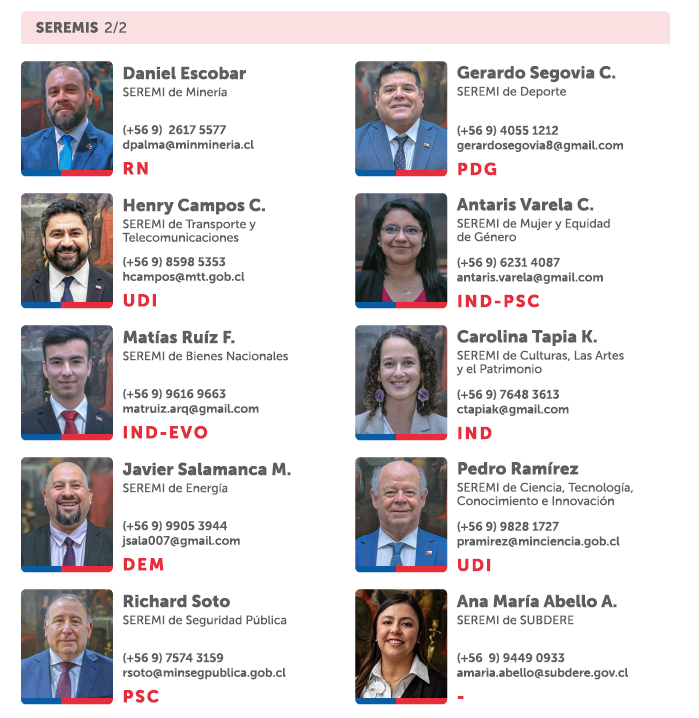 SEREMIS 2/2
Daniel Escobar
SEREMI de Minería
(+56 9) 2617 5577
dpalma@minmineria.cl
RN
Gerardo Segovia C.
SEREMI de Deporte
(+56 9) 4055 1212
gerardosegovia8@gmail.com
PDG
Henry Campos C.
SEREMI de Transporte y
Telecomunicaciones
(+56 9) 8598 5353
hcampos@mtt.gob.cl
UDI
Antaris Varela C.
SEREMI de Mujer y Equidad
de Género
(+56 9) 6231 4087
antaris.varela@gmail.com
IND-PSC
Matías Ruíz F.
SEREMI de Bienes Nacionales
(+56 9) 9616 9663
matruiz.arq@gmail.com
IND-EVO
Carolina Tapia K.
SEREMI de Culturas, Las Artes
y el Patrimonio
(+56 9) 7648 3613
ctapiak@gmail.com
IND
Javier Salamanca M.
SEREMI de Energía
(+56 9) 9905 3944
jsala007@gmail.com
DEM
Pedro Ramírez
SEREMI de Ciencia, Tecnología,
Conocimiento e Innovación
(+56 9) 9828 1727
pramirez@minciencia.gob.cl
UDI
Richard Soto
SEREMI de Seguridad Pública
(+56 9) 7574 3159
rsoto@minsegpublica.gob.cl
PSC
Ana María Abello A.
SEREMI de SUBDERE
(+56  9) 9449 0933
amaria.abello@subdere.gov.cl
-